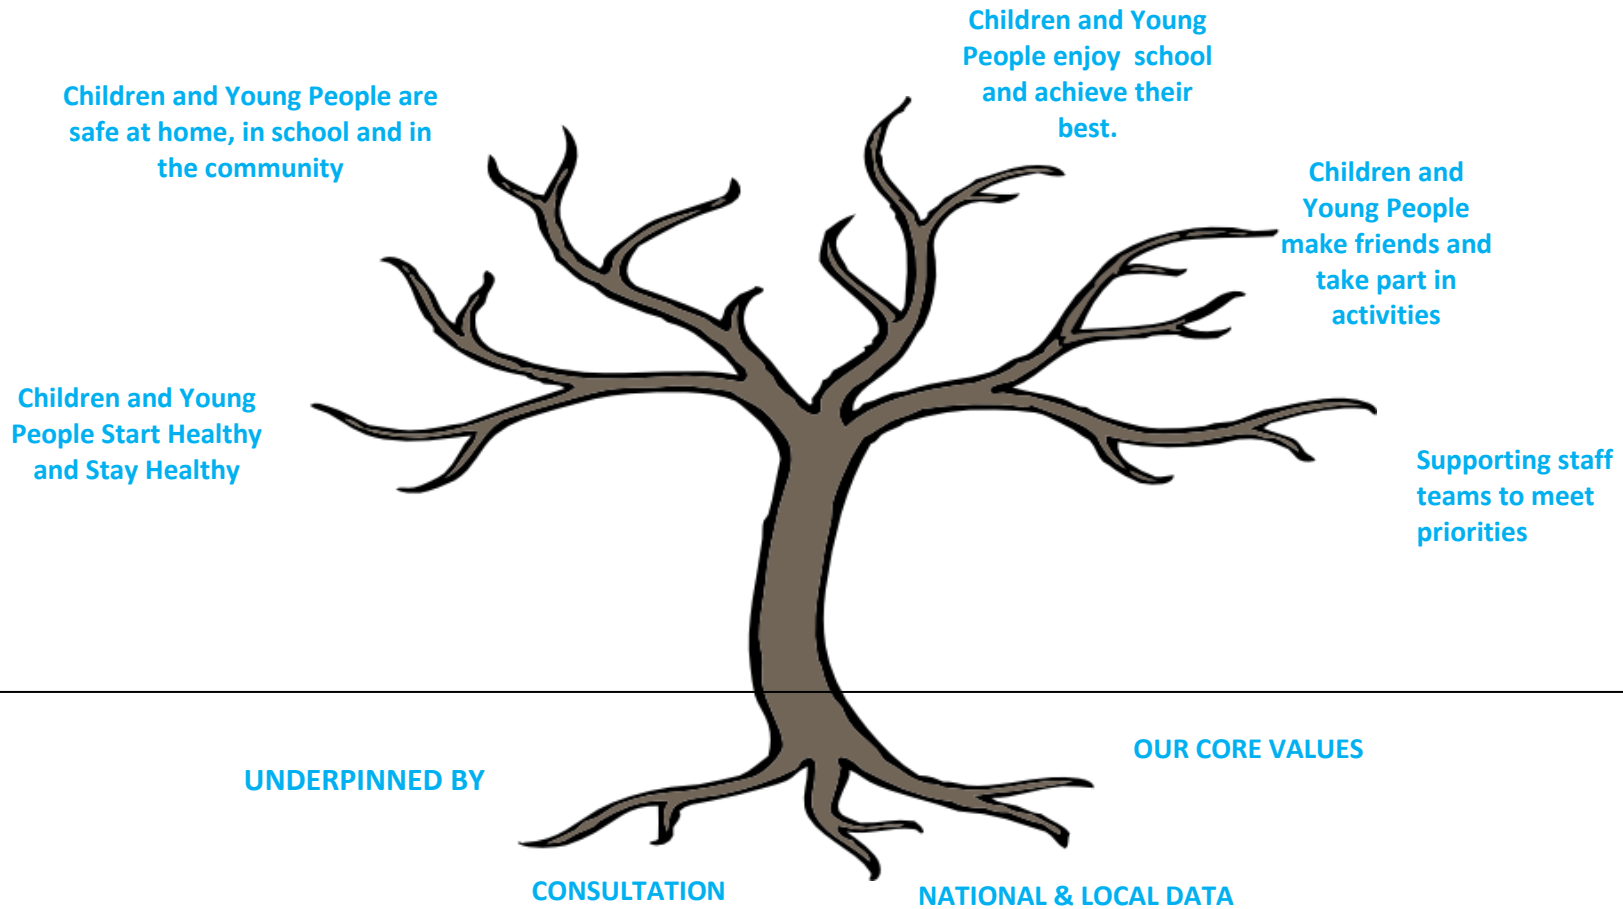 Children and Young
People enjoy  school
and achieve their
best.
Children and Young People are
safe at home, in school and in
the community
Children and
Young People
make friends and
take part in
activities
Children and Young
People Start Healthy
and Stay Healthy
Supporting staff
teams to meet
priorities
OUR CORE VALUES
UNDERPINNED BY
CONSULTATION
NATIONAL & LOCAL DATA